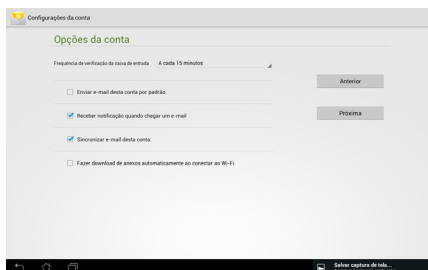 Configurações da conta
Opções da conta
Frequência de verificação da caixa de entrada A cada 15 minutos
Anterior
Enviar e-mail desta conta por padrão.
Receber notificação quando chegar um e-mail
Próxima
Sincronizar e-mail desta conta.
Fazer download de anexos automaticamente ao conectar ao Wi-Fi
Salvar captura de tela...